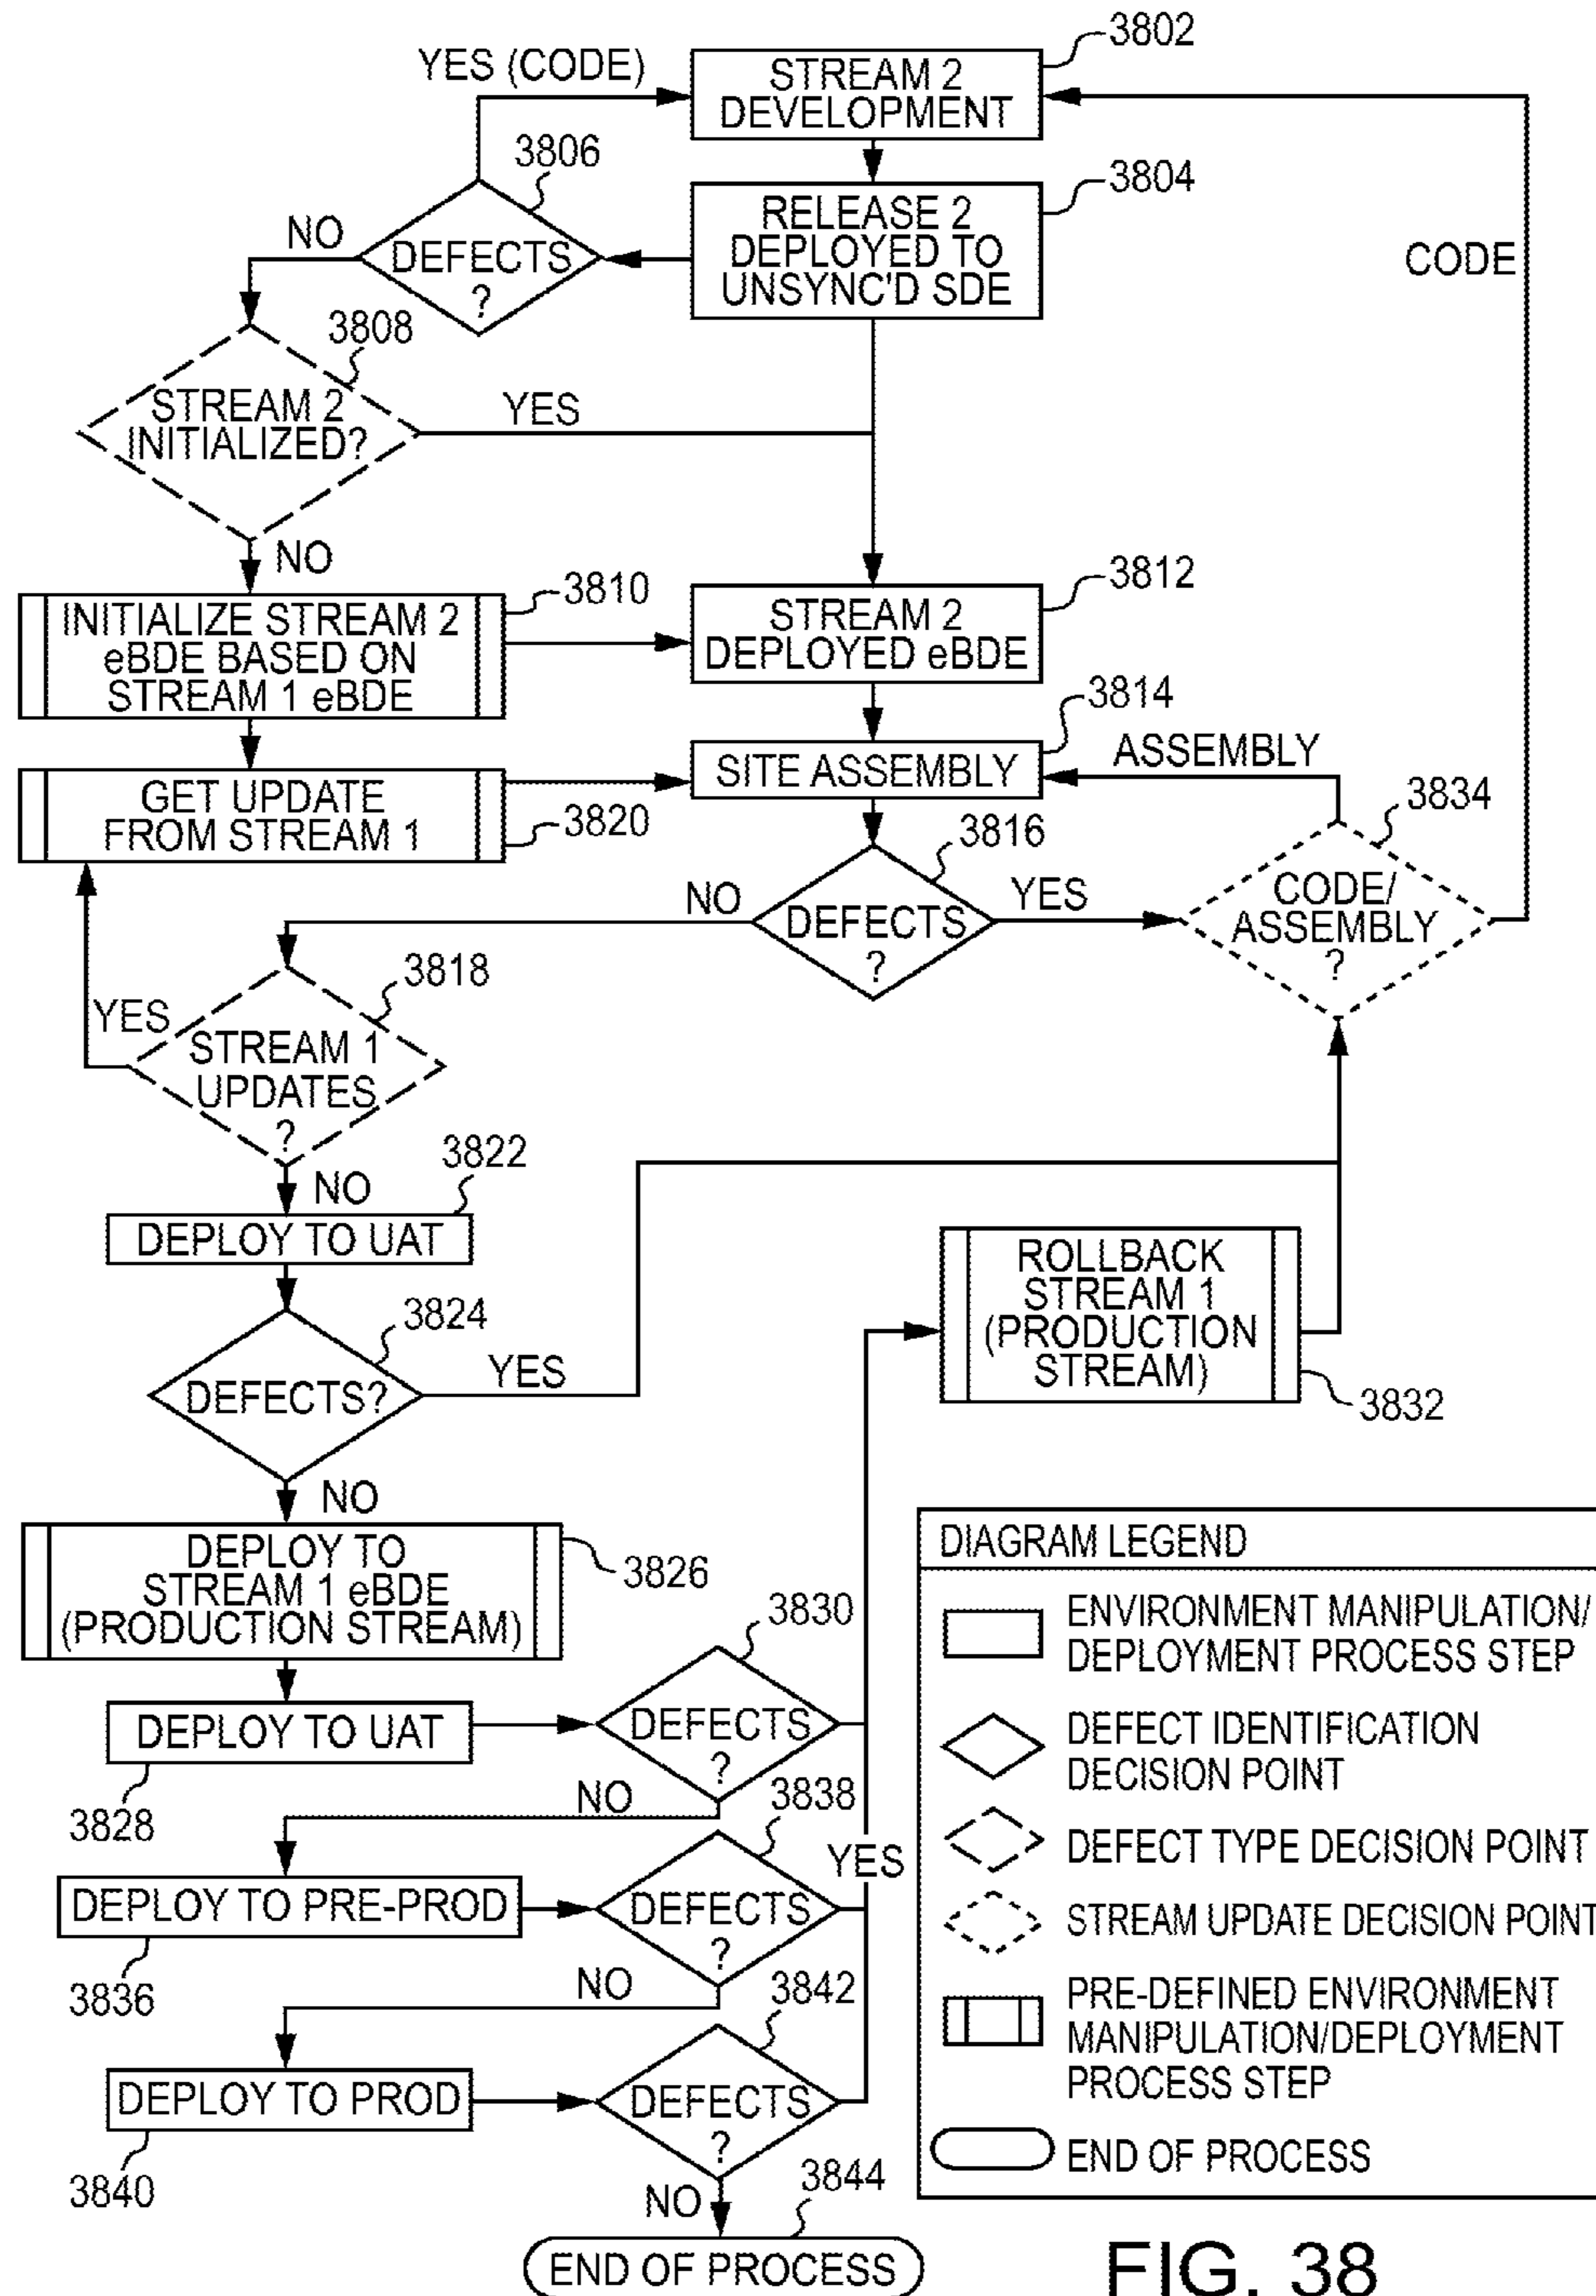 3802
YES (CODE)
STREAM 2
DEVELOPMENT
3806
3804
NO
DEFECTS
?
RELEASE 2
DEPLOYED TO
UNSYNC'D SDE
CODE
3808
STREAM 2
INITIALIZED?
YES
NO
3810
3812
INITIALIZE STREAM 2
eBDE BASED ON
STREAM 1 eBDE
STREAM 2
DEPLOYED eBDE
3814
ASSEMBLY
GET UPDATE
FROM STREAM 1
3820
SITE ASSEMBLY
3834
3816
NO
DEFECTS
?
YES
CODE/
ASSEMBLY
?
3818
YES
STREAM 1
UPDATES
?
3822
NO
DEPLOY TO UAT
ROLLBACK
STREAM 1
(PRODUCTION
STREAM)
3832
3824
DEFECTS?
YES
NO
DEPLOY TO
STREAM 1 eBDE
(PRODUCTION STREAM)
3826
3830
DEPLOY TO UAT
3828
DEFECTS
?
NO
3838
YES
DEPLOY TO PRE-PROD
3836
DEFECTS
?
NO
3842
DEPLOY TO PROD
3840
DEFECTS
?
NO
3844
END OF PROCESS
DIAGRAM LEGEND
ENVIRONMENT MANIPULATION/
DEPLOYMENT PROCESS STEP
DEFECT IDENTIFICATION
DECISION POINT
DEFECT TYPE DECISION POINT
STREAM UPDATE DECISION POINT
PRE-DEFINED ENVIRONMENT
MANIPULATION/DEPLOYMENT
PROCESS STEP
END OF PROCESS
FIG. 38